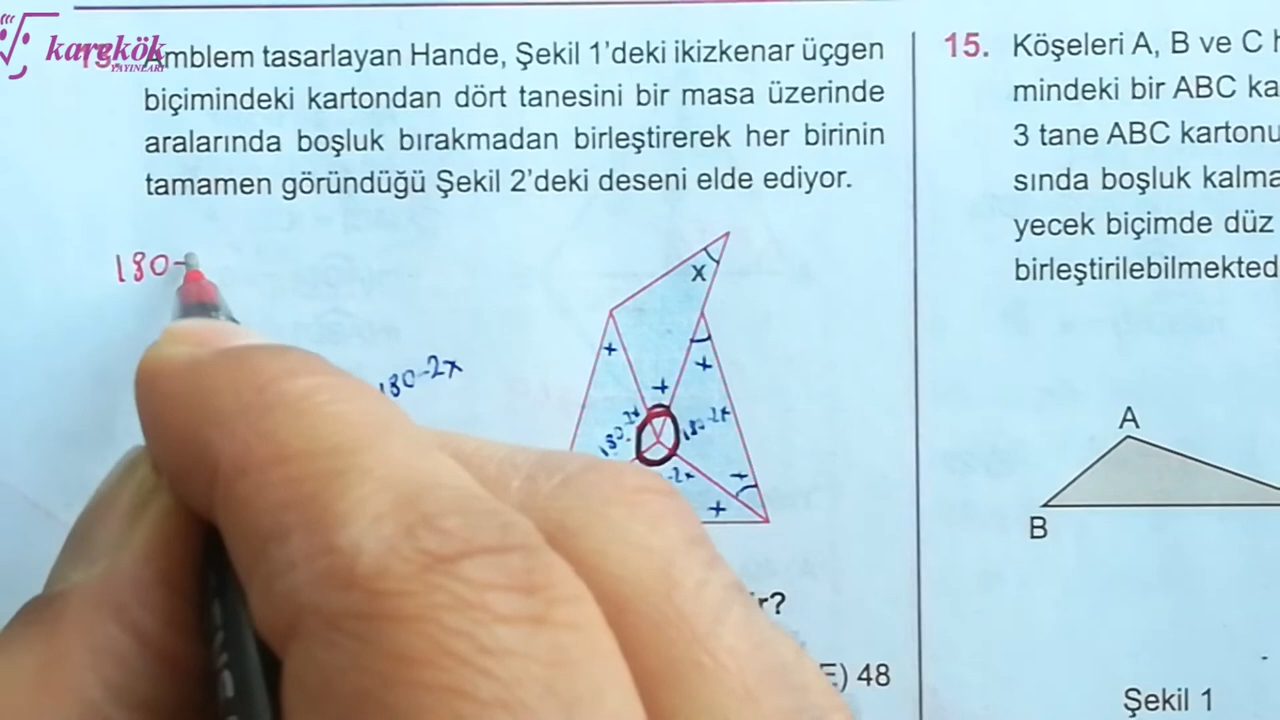 karekök
YAYINLARI
Amblem tasarlayan Hande, Şekil 1'deki ikizkenar üçgen
biçimindeki kartondan dört tanesini bir masa üzerinde
aralarında boşluk bırakmadan birleştirerek her birinin
tamamen göründüğü Şekil 2'deki deseni elde ediyor.
180-
180-2x
x
+
+
+
180-2x
180-2x
-2x
+
+
r?
E) 48
15. Köşeleri A, B ve C h
mindeki bir ABC ka
3 tane ABC kartonu
sında boşluk kalma
yecek biçimde düz
birleştirilebilmekted
A
B
Şekil 1